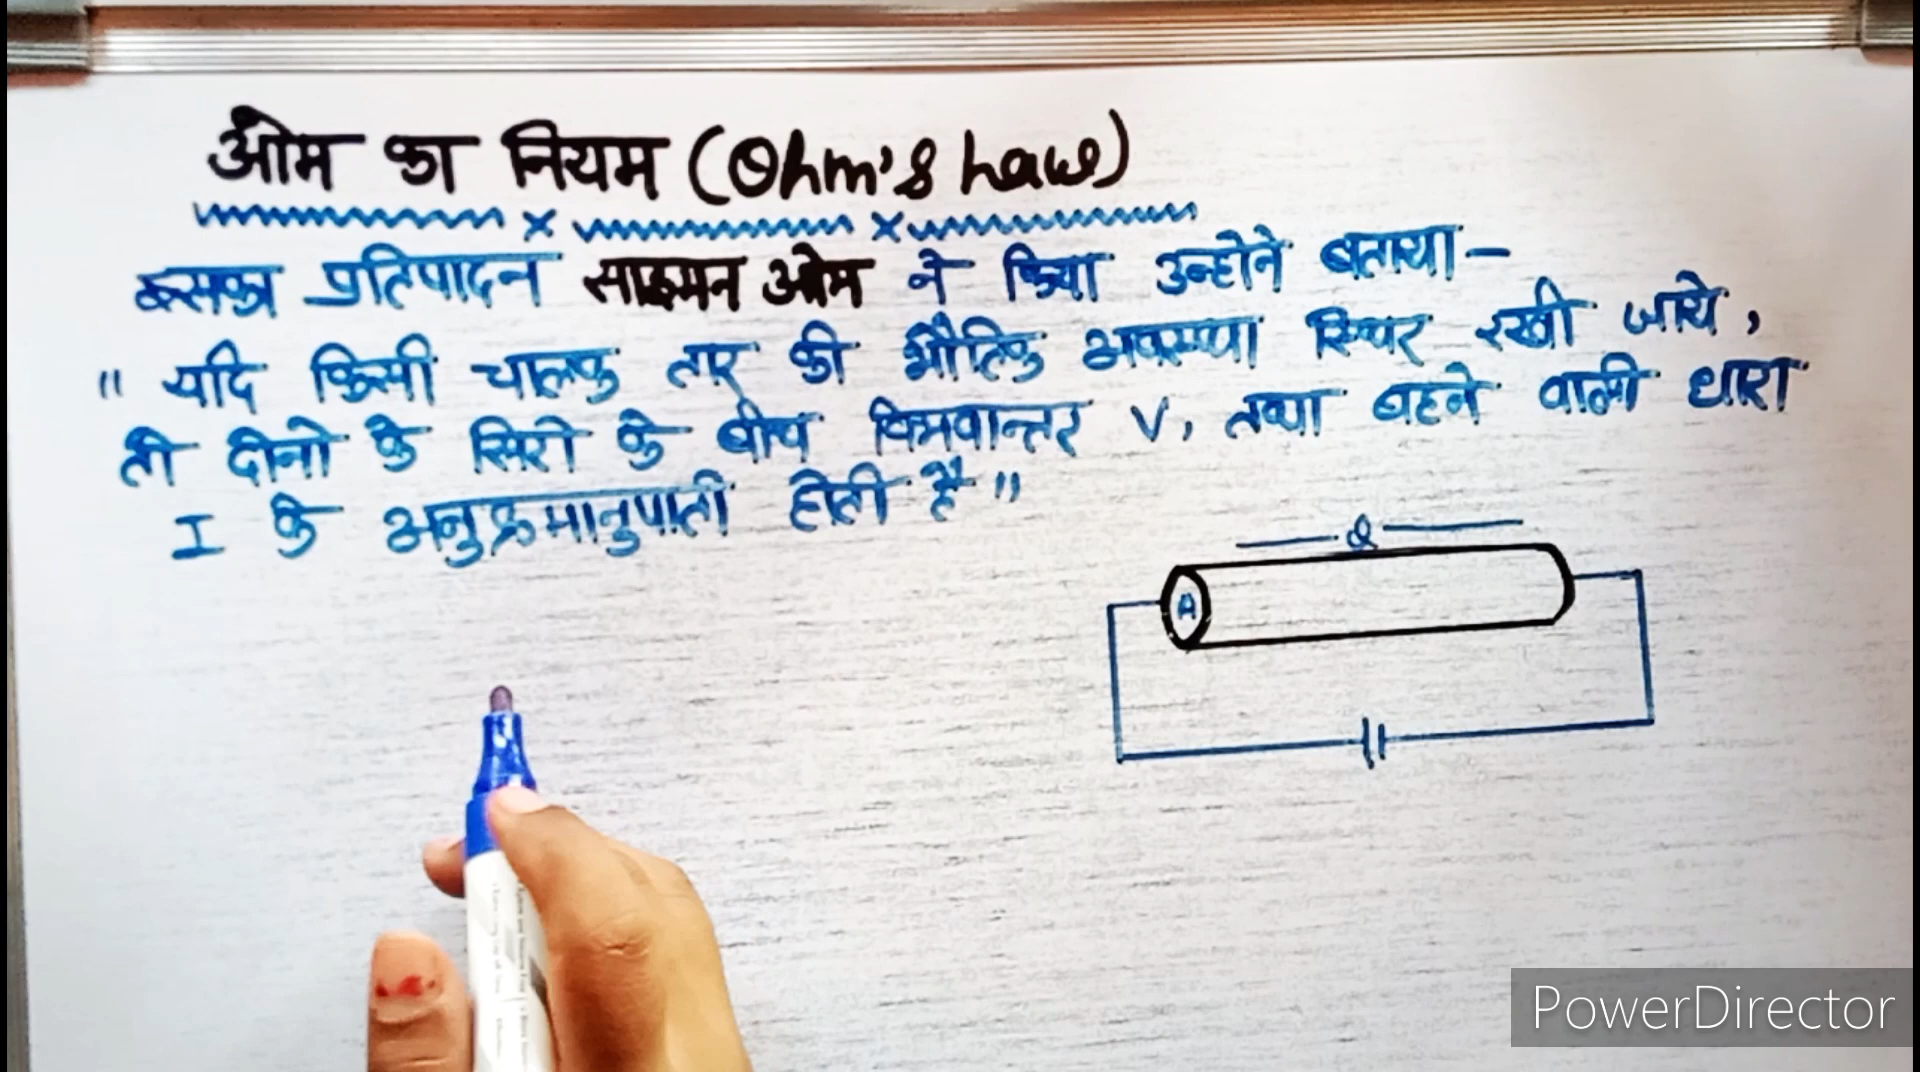 ओम का नियम (Ohm's Law)
इसका प्रतिपादन साइमन ओम ने किया उन्होने बताया-
" यदि किसी चालक तार की भौतिक अवस्था स्थिर रखी जाये,
तो दोनो के सिरो के बीच विभवान्तर V, तथा बहने वाली धारा
I के अनुक्रमानुपाती होती है "
l
A
PowerDirector